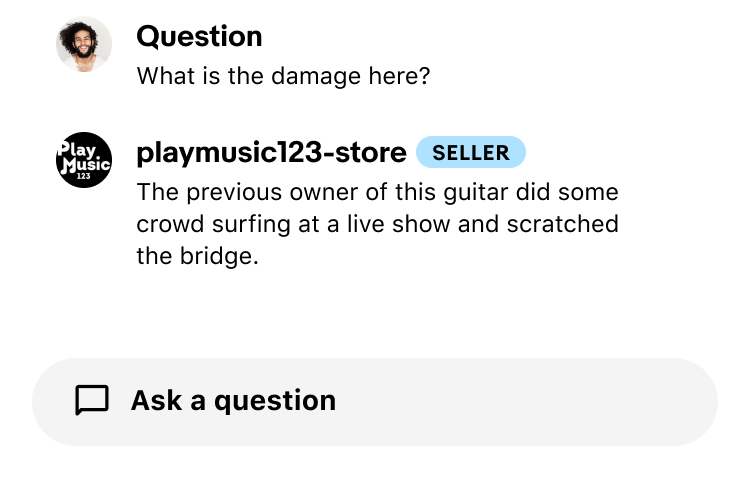 Question
What is the damage here?
Play
Music
123
playmusic123-store SELLER
The previous owner of this guitar did some
crowd surfing at a live show and scratched
the bridge.
Ask a question